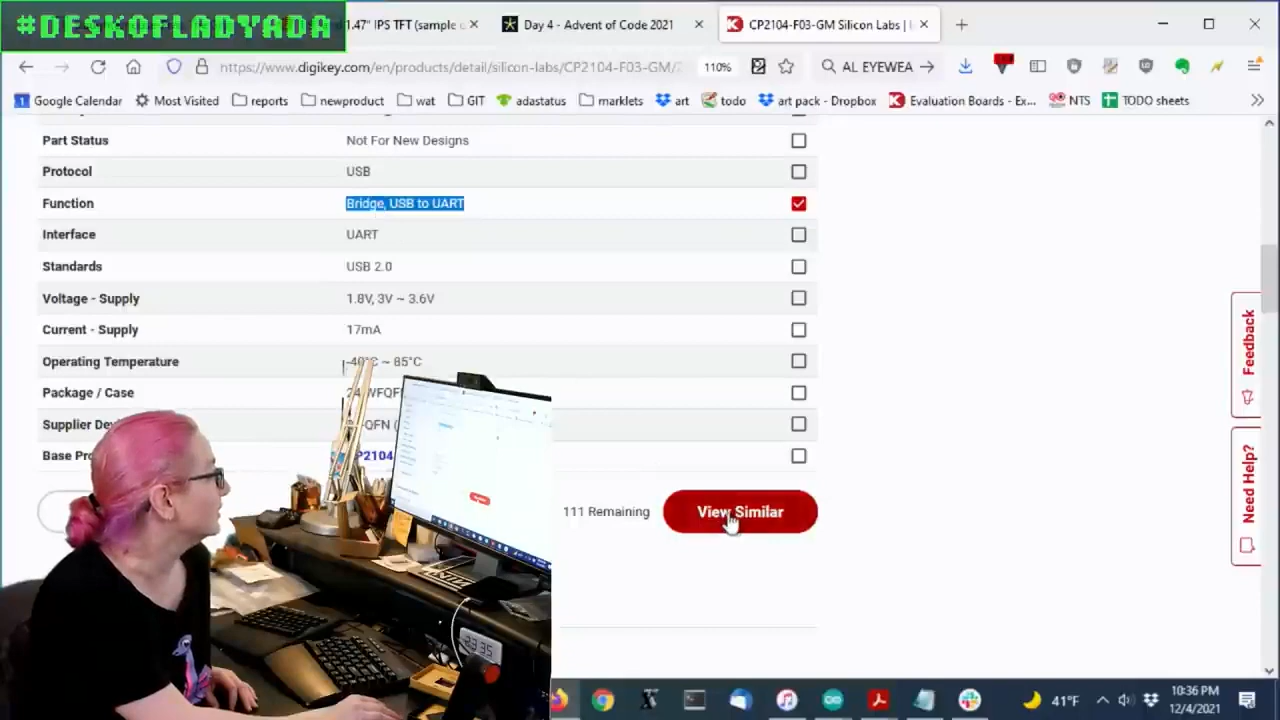 #DESKOFLADYADA
1.47" IPS TFT (sample
Day 4 - Advent of Code 2021
CP2104-F03-GM Silicon Labs |
https://www.digikey.com/en/products/detail/silicon-labs/CP2104-F03-GM/
110%
AL EYEWEA
Google Calendar
Most Visited
reports
newproduct
wat
GIT
adastatus
marklets
art
todo
art pack - Dropbox
Evaluation Boards - Ex...
NTS
TODO sheets
Part Status Not For New Designs
Protocol USB
Function Bridge, USB to UART
Interface UART
Standards USB 2.0
Voltage - Supply 1.8V, 3V ~ 3.6V
Current - Supply 17mA
Operating Temperature -40°C ~ 85°C
Package / Case
Supplier
Base
111 Remaining
View Similar
Feedback
Need Help?
41°F
10:36 PM
12/4/2021